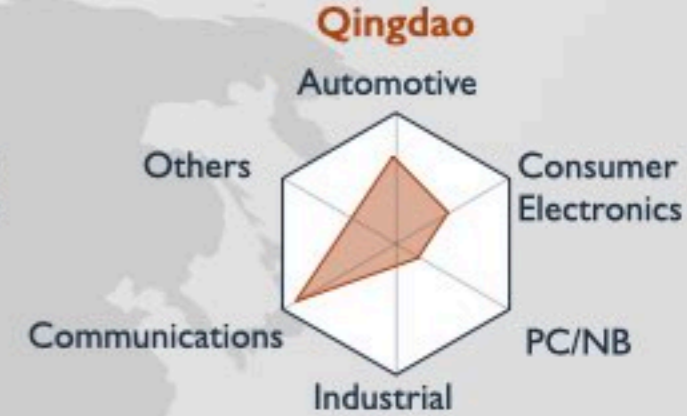 Qingdao
Automotive
Others
Consumer
Electronics
Communications
PC/NB
Industrial